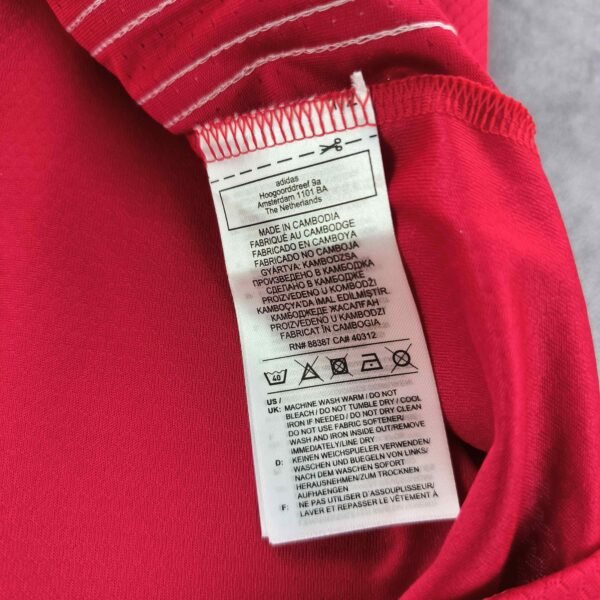 adidas
Hoogoorddreef 9a
Amsterdam 1101 BA
The Netherlands
MADE IN CAMBODIA
FABRIQUÉ AU CAMBODGE
FABRICADO EN CAMBOYA
FABRICADO NO CAMBOJA
GYÁRTVA: KAMBODZSA
ПРОИЗВЕДЕНО В КАМБОДЖА
СДЕЛАНО В КАМБОДЖЕ
PROIZVEDENO U KOMBODŽI
KAMBOÇYA'DA İMAL EDİLMİŞTİR.
КАМБОДЖЕДЕ ЖАСАЛҒАН
PROIZVEDENO U KAMBODZI
FABRICAT ÎN CAMBOGIA
RN# 88387 CA# 40312
40
US /
UK: MACHINE WASH WARM / DO NOT
BLEACH / DO NOT TUMBLE DRY / COOL
IRON IF NEEDED / DO NOT DRY CLEAN
DO NOT USE FABRIC SOFTENER/
WASH AND IRON INSIDE OUT/REMOVE
IMMEDIATELY/LINE DRY
D: KEINEN WEICHSPUELER VERWENDEN/
WASCHEN UND BUEGELN VON LINKS/
NACH DEM WASCHEN SOFORT
HERAUSNEHMEN/ZUM TROCKNEN
AUFHAENGEN
F: NE PAS UTILISER D'ASSOUPLISSEUR/
LAVER ET REPASSER LE VÊTEMENT À